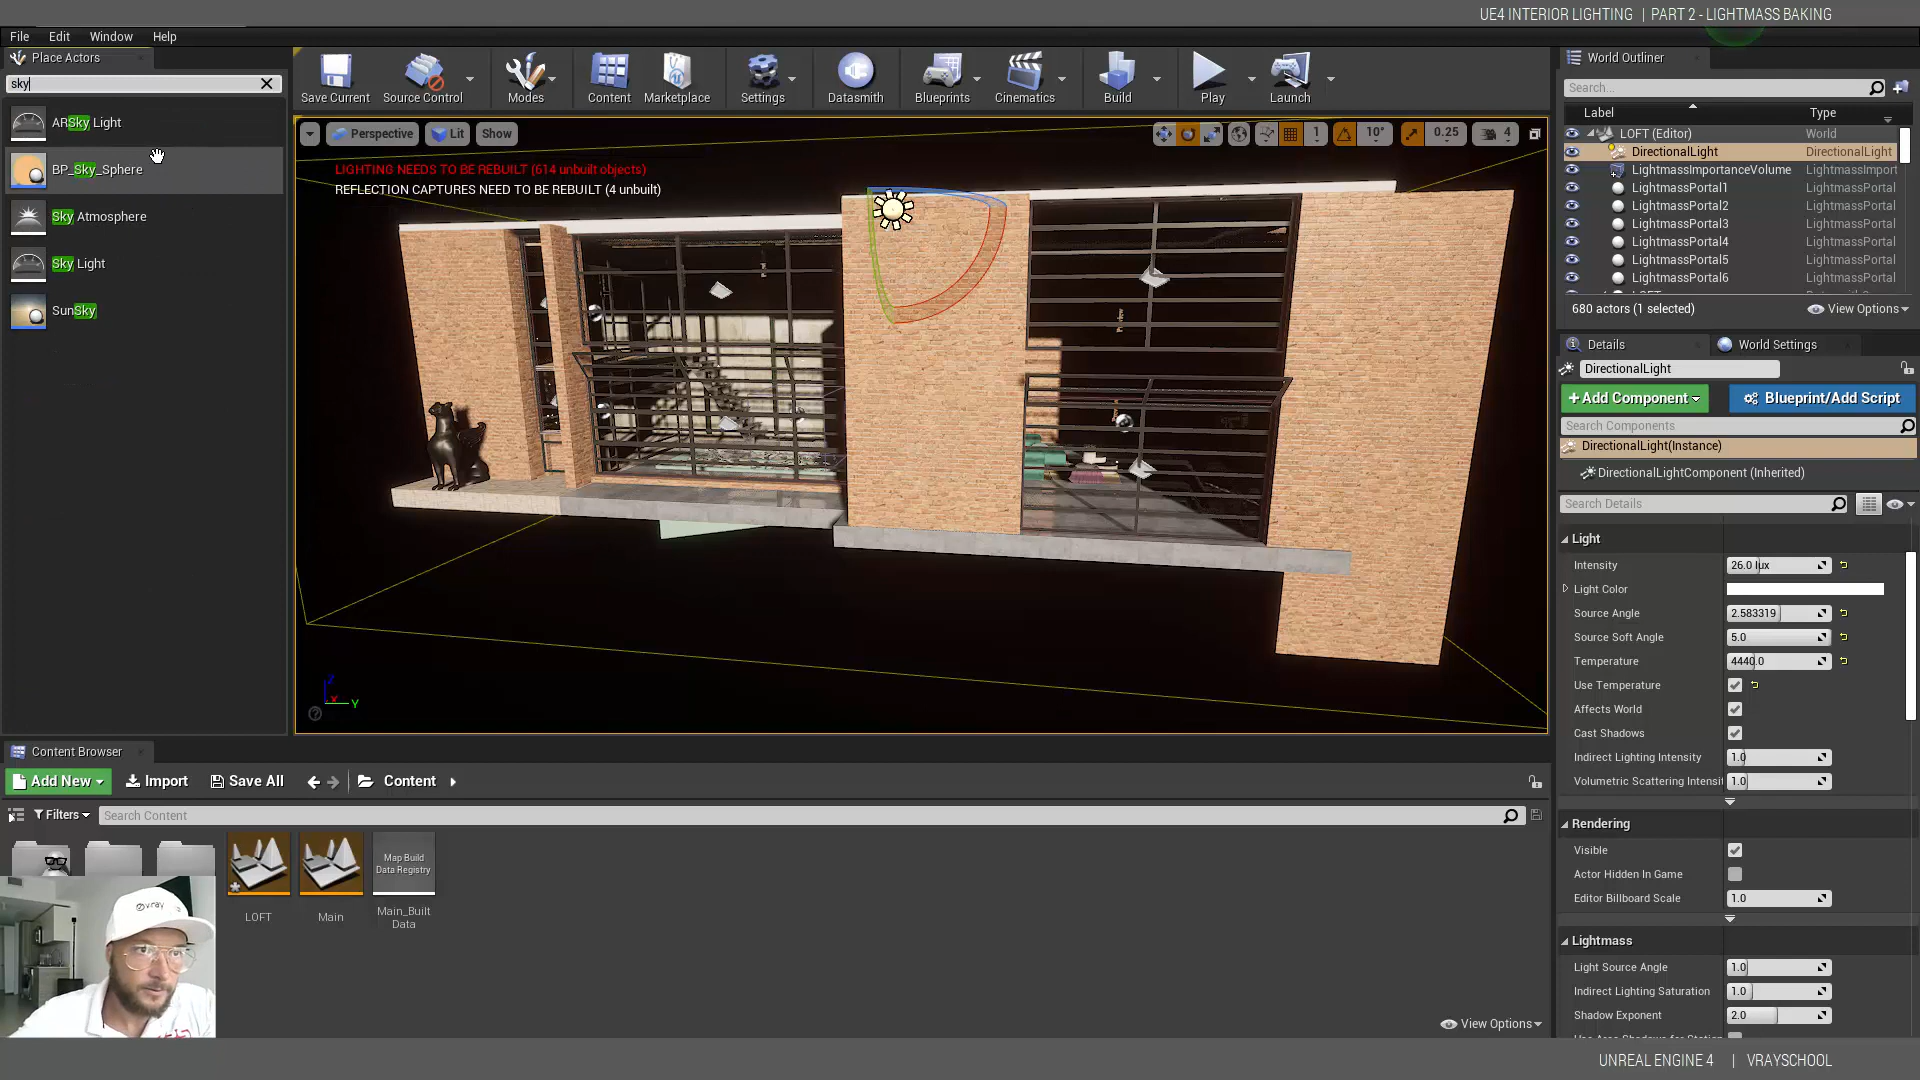 UE4 INTERIOR LIGHTING | PART 2 - LIGHTMASS BAKING
File Edit Window Help
Place Actors
sky
ARSky Light
BP_Sky_Sphere
Sky Atmosphere
Sky Light
SunSky
Save Current
Source Control
Modes
Content
Marketplace
Settings
Datasmith
Blueprints
Cinematics
Build
Play
Launch
Perspective Lit Show
1 10° 0.25 4
LIGHTING NEEDS TO BE REBUILT (614 unbuilt objects)
REFLECTION CAPTURES NEED TO BE REBUILT (4 unbuilt)
Preview
Z
X
Y
World Outliner
Search...
Label Type
LOFT (Editor) World
DirectionalLight DirectionalLight
LightmassImportanceVolume LightmassImport
LightmassPortal1 LightmassPortal
LightmassPortal2 LightmassPortal
LightmassPortal3 LightmassPortal
LightmassPortal4 LightmassPortal
LightmassPortal5 LightmassPortal
LightmassPortal6 LightmassPortal
680 actors (1 selected) View Options
Details World Settings
DirectionalLight
+Add Component Blueprint/Add Script
Search Components
DirectionalLight(Instance)
DirectionalLightComponent (Inherited)
Search Details
Light
Intensity 26.0 lux
Light Color
Source Angle 2.583319
Source Soft Angle 5.0
Temperature 4440.0
Use Temperature
Affects World
Cast Shadows
Indirect Lighting Intensity 1.0
Volumetric Scattering Intensit 1.0
Rendering
Visible
Actor Hidden In Game
Editor Billboard Scale 1.0
Lightmass
Light Source Angle 1.0
Indirect Lighting Saturation 1.0
Shadow Exponent 2.0
Content Browser
Add New Import Save All Content
Filters Search Content
LOFT
Main
Map Build
Data Registry
Main_Built
Data
vray
View Options
UNREAL ENGINE 4 | VRAYSCHOOL